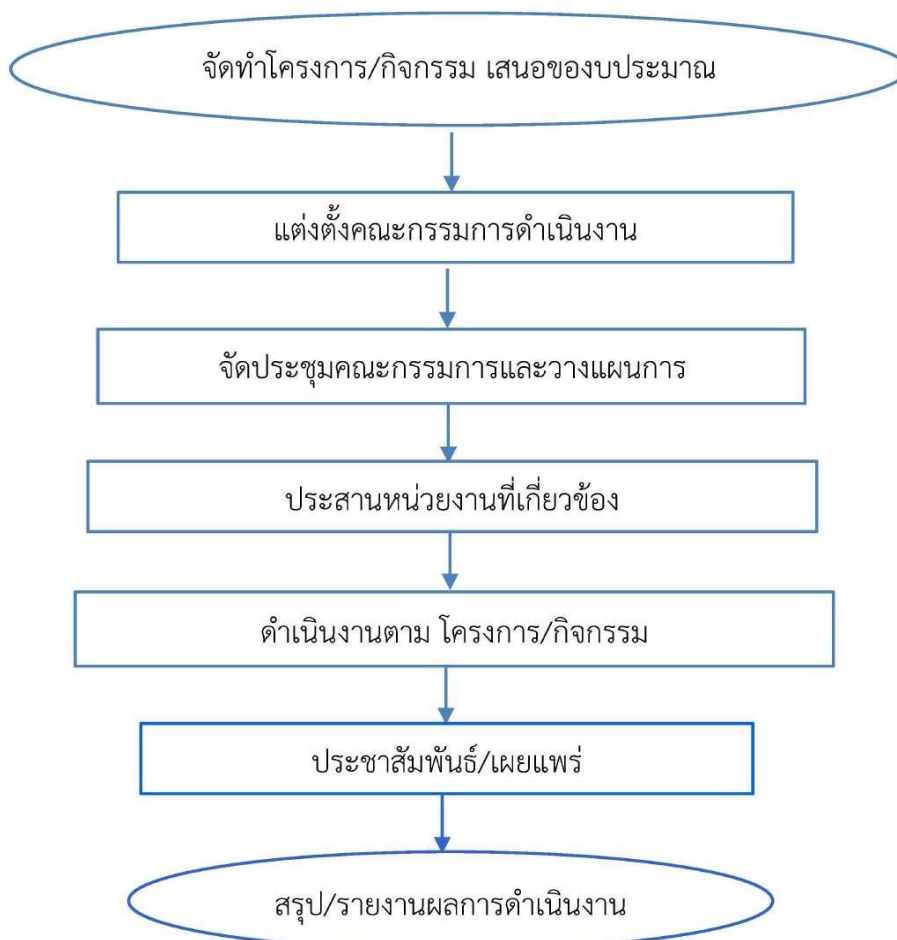 จัดทำโครงการ/กิจกรรม เสนอของบประมาณ
แต่งตั้งคณะกรรมการดำเนินงาน
จัดประชุมคณะกรรมการและวางแผนการ
ประสานหน่วยงานที่เกี่ยวข้อง
ดำเนินงานตาม โครงการ/กิจกรรม
ประชาสัมพันธ์/เผยแพร่
สรุป/รายงานผลการดำเนินงาน